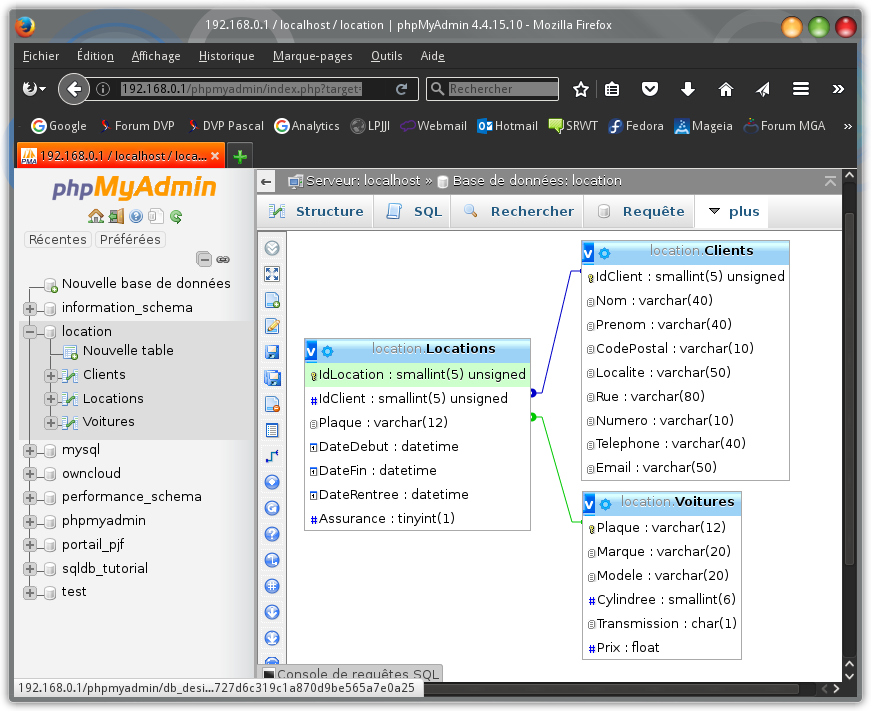 192.168.0.1 / localhost / location | phpMyAdmin 4.4.15.10 - Mozilla Firefox
Fichier Édition Affichage Historique Marque-pages Outils Aide
192.168.0.1/phpmyadmin/index.php?target= Rechercher
Google Forum DVP DVP Pascal Analytics LPJJI Webmail Hotmail SRWT Fedora Mageia Forum MGA »
192.168.0.1 / localhost / loca...
phpMyAdmin
Récentes Préférées
Nouvelle base de données
information_schema
location
Nouvelle table
Clients
Locations
Voitures
mysql
owncloud
performance_schema
phpmyadmin
portail_pjf
sqldb_tutorial
test
Serveur: localhost » Base de données: location
Structure SQL Rechercher Requête plus
location.Locations
IdLocation : smallint(5) unsigned
IdClient : smallint(5) unsigned
Plaque : varchar(12)
DateDebut : datetime
DateFin : datetime
DateRentree : datetime
Assurance : tinyint(1)
location.Clients
IdClient : smallint(5) unsigned
Nom : varchar(40)
Prenom : varchar(40)
CodePostal : varchar(10)
Localite : varchar(50)
Rue : varchar(80)
Numero : varchar(10)
Telephone : varchar(40)
Email : varchar(50)
location.Voitures
Plaque : varchar(12)
Marque : varchar(20)
Modele : varchar(20)
Cylindree : smallint(6)
Transmission : char(1)
Prix : float
Console de requêtes SQL
192.168.0.1/phpmyadmin/db_desi...727d6c319c1a870d9be565a7e0a25